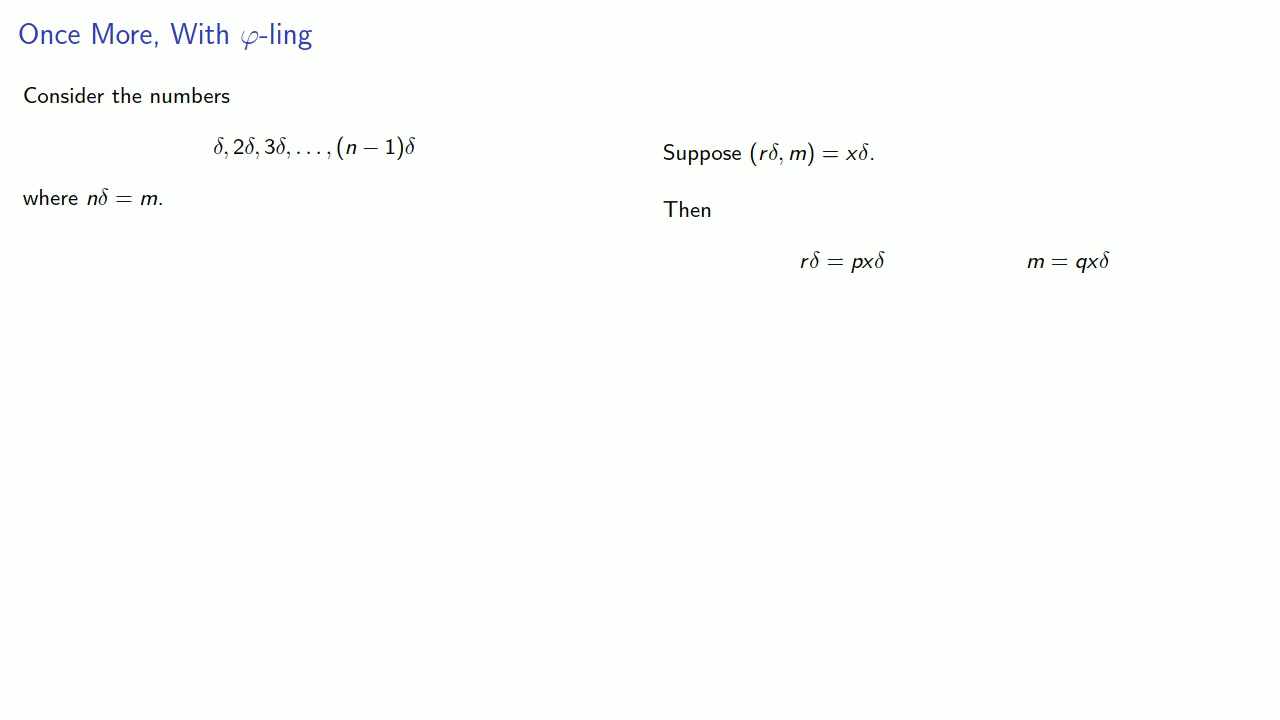 Once More, With φ-ling
Consider the numbers
δ, 2δ, 3δ, . . . , (n − 1)δ
where nδ = m.
Suppose (rδ, m) = xδ.
Then
rδ = pxδ m = qxδ